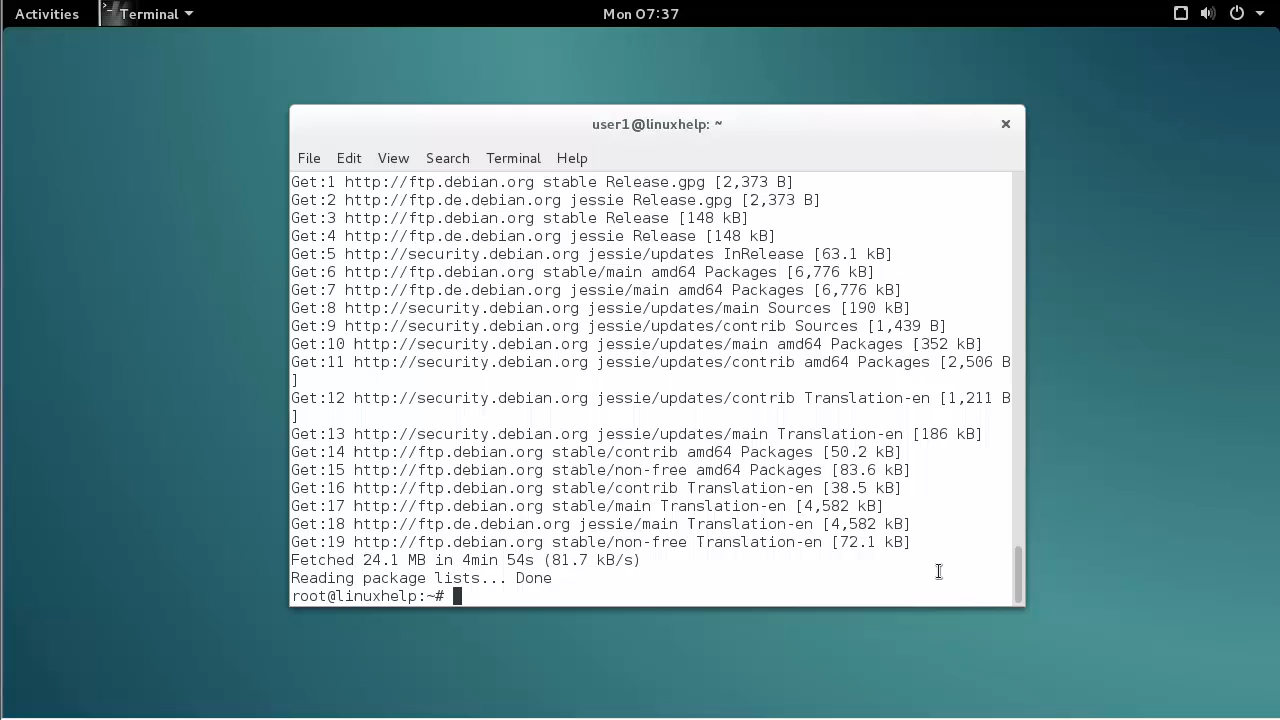 Activities Terminal Mon 07:37
user1@linuxhelp: ~
File Edit View Search Terminal Help
Get:1 http://ftp.debian.org stable Release.gpg [2,373 B]
Get:2 http://ftp.de.debian.org jessie Release.gpg [2,373 B]
Get:3 http://ftp.debian.org stable Release [148 kB]
Get:4 http://ftp.de.debian.org jessie Release [148 kB]
Get:5 http://security.debian.org jessie/updates InRelease [63.1 kB]
Get:6 http://ftp.debian.org stable/main amd64 Packages [6,776 kB]
Get:7 http://ftp.de.debian.org jessie/main amd64 Packages [6,776 kB]
Get:8 http://security.debian.org jessie/updates/main Sources [190 kB]
Get:9 http://security.debian.org jessie/updates/contrib Sources [1,439 B]
Get:10 http://security.debian.org jessie/updates/main amd64 Packages [352 kB]
Get:11 http://security.debian.org jessie/updates/contrib amd64 Packages [2,506 B
]
Get:12 http://security.debian.org jessie/updates/contrib Translation-en [1,211 B
]
Get:13 http://security.debian.org jessie/updates/main Translation-en [186 kB]
Get:14 http://ftp.debian.org stable/contrib amd64 Packages [50.2 kB]
Get:15 http://ftp.debian.org stable/non-free amd64 Packages [83.6 kB]
Get:16 http://ftp.debian.org stable/contrib Translation-en [38.5 kB]
Get:17 http://ftp.debian.org stable/main Translation-en [4,582 kB]
Get:18 http://ftp.de.debian.org jessie/main Translation-en [4,582 kB]
Get:19 http://ftp.debian.org stable/non-free Translation-en [72.1 kB]
Fetched 24.1 MB in 4min 54s (81.7 kB/s)
Reading package lists... Done
root@linuxhelp:~#